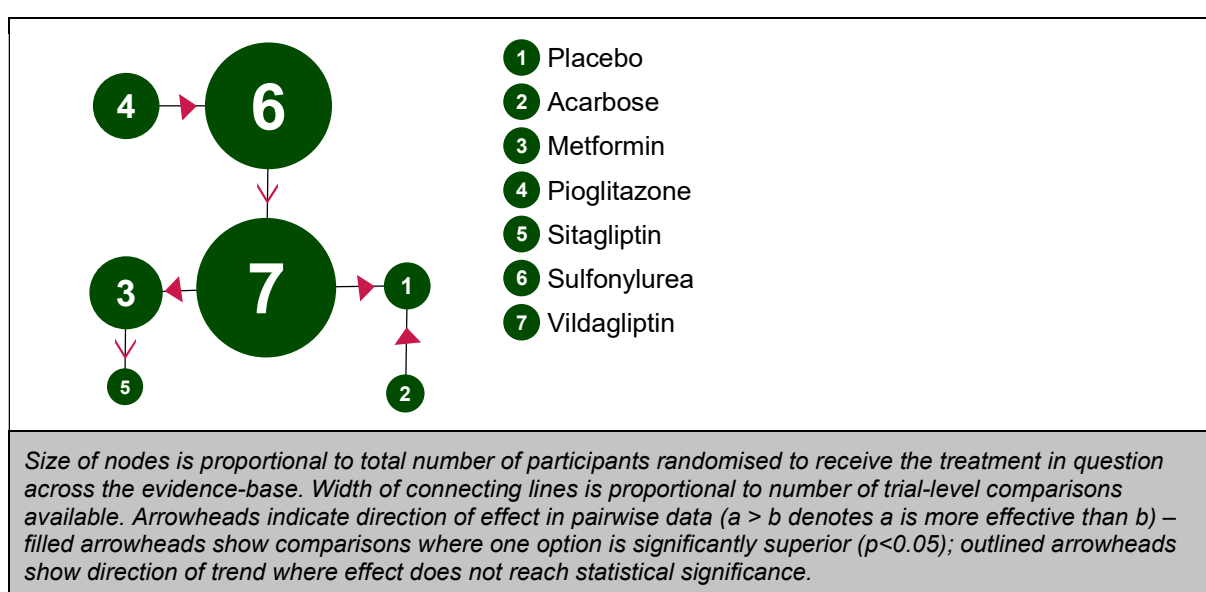 4
6
7
3
1
5
2
1 Placebo
2 Acarbose
3 Metformin
4 Pioglitazone
5 Sitagliptin
6 Sulfonylurea
7 Vildagliptin
Size of nodes is proportional to total number of participants randomised to receive the treatment in question
across the evidence-base. Width of connecting lines is proportional to number of trial-level comparisons
available. Arrowheads indicate direction of effect in pairwise data (a > b denotes a is more effective than b) –
filled arrowheads show comparisons where one option is significantly superior (p<0.05); outlined arrowheads
show direction of trend where effect does not reach statistical significance.